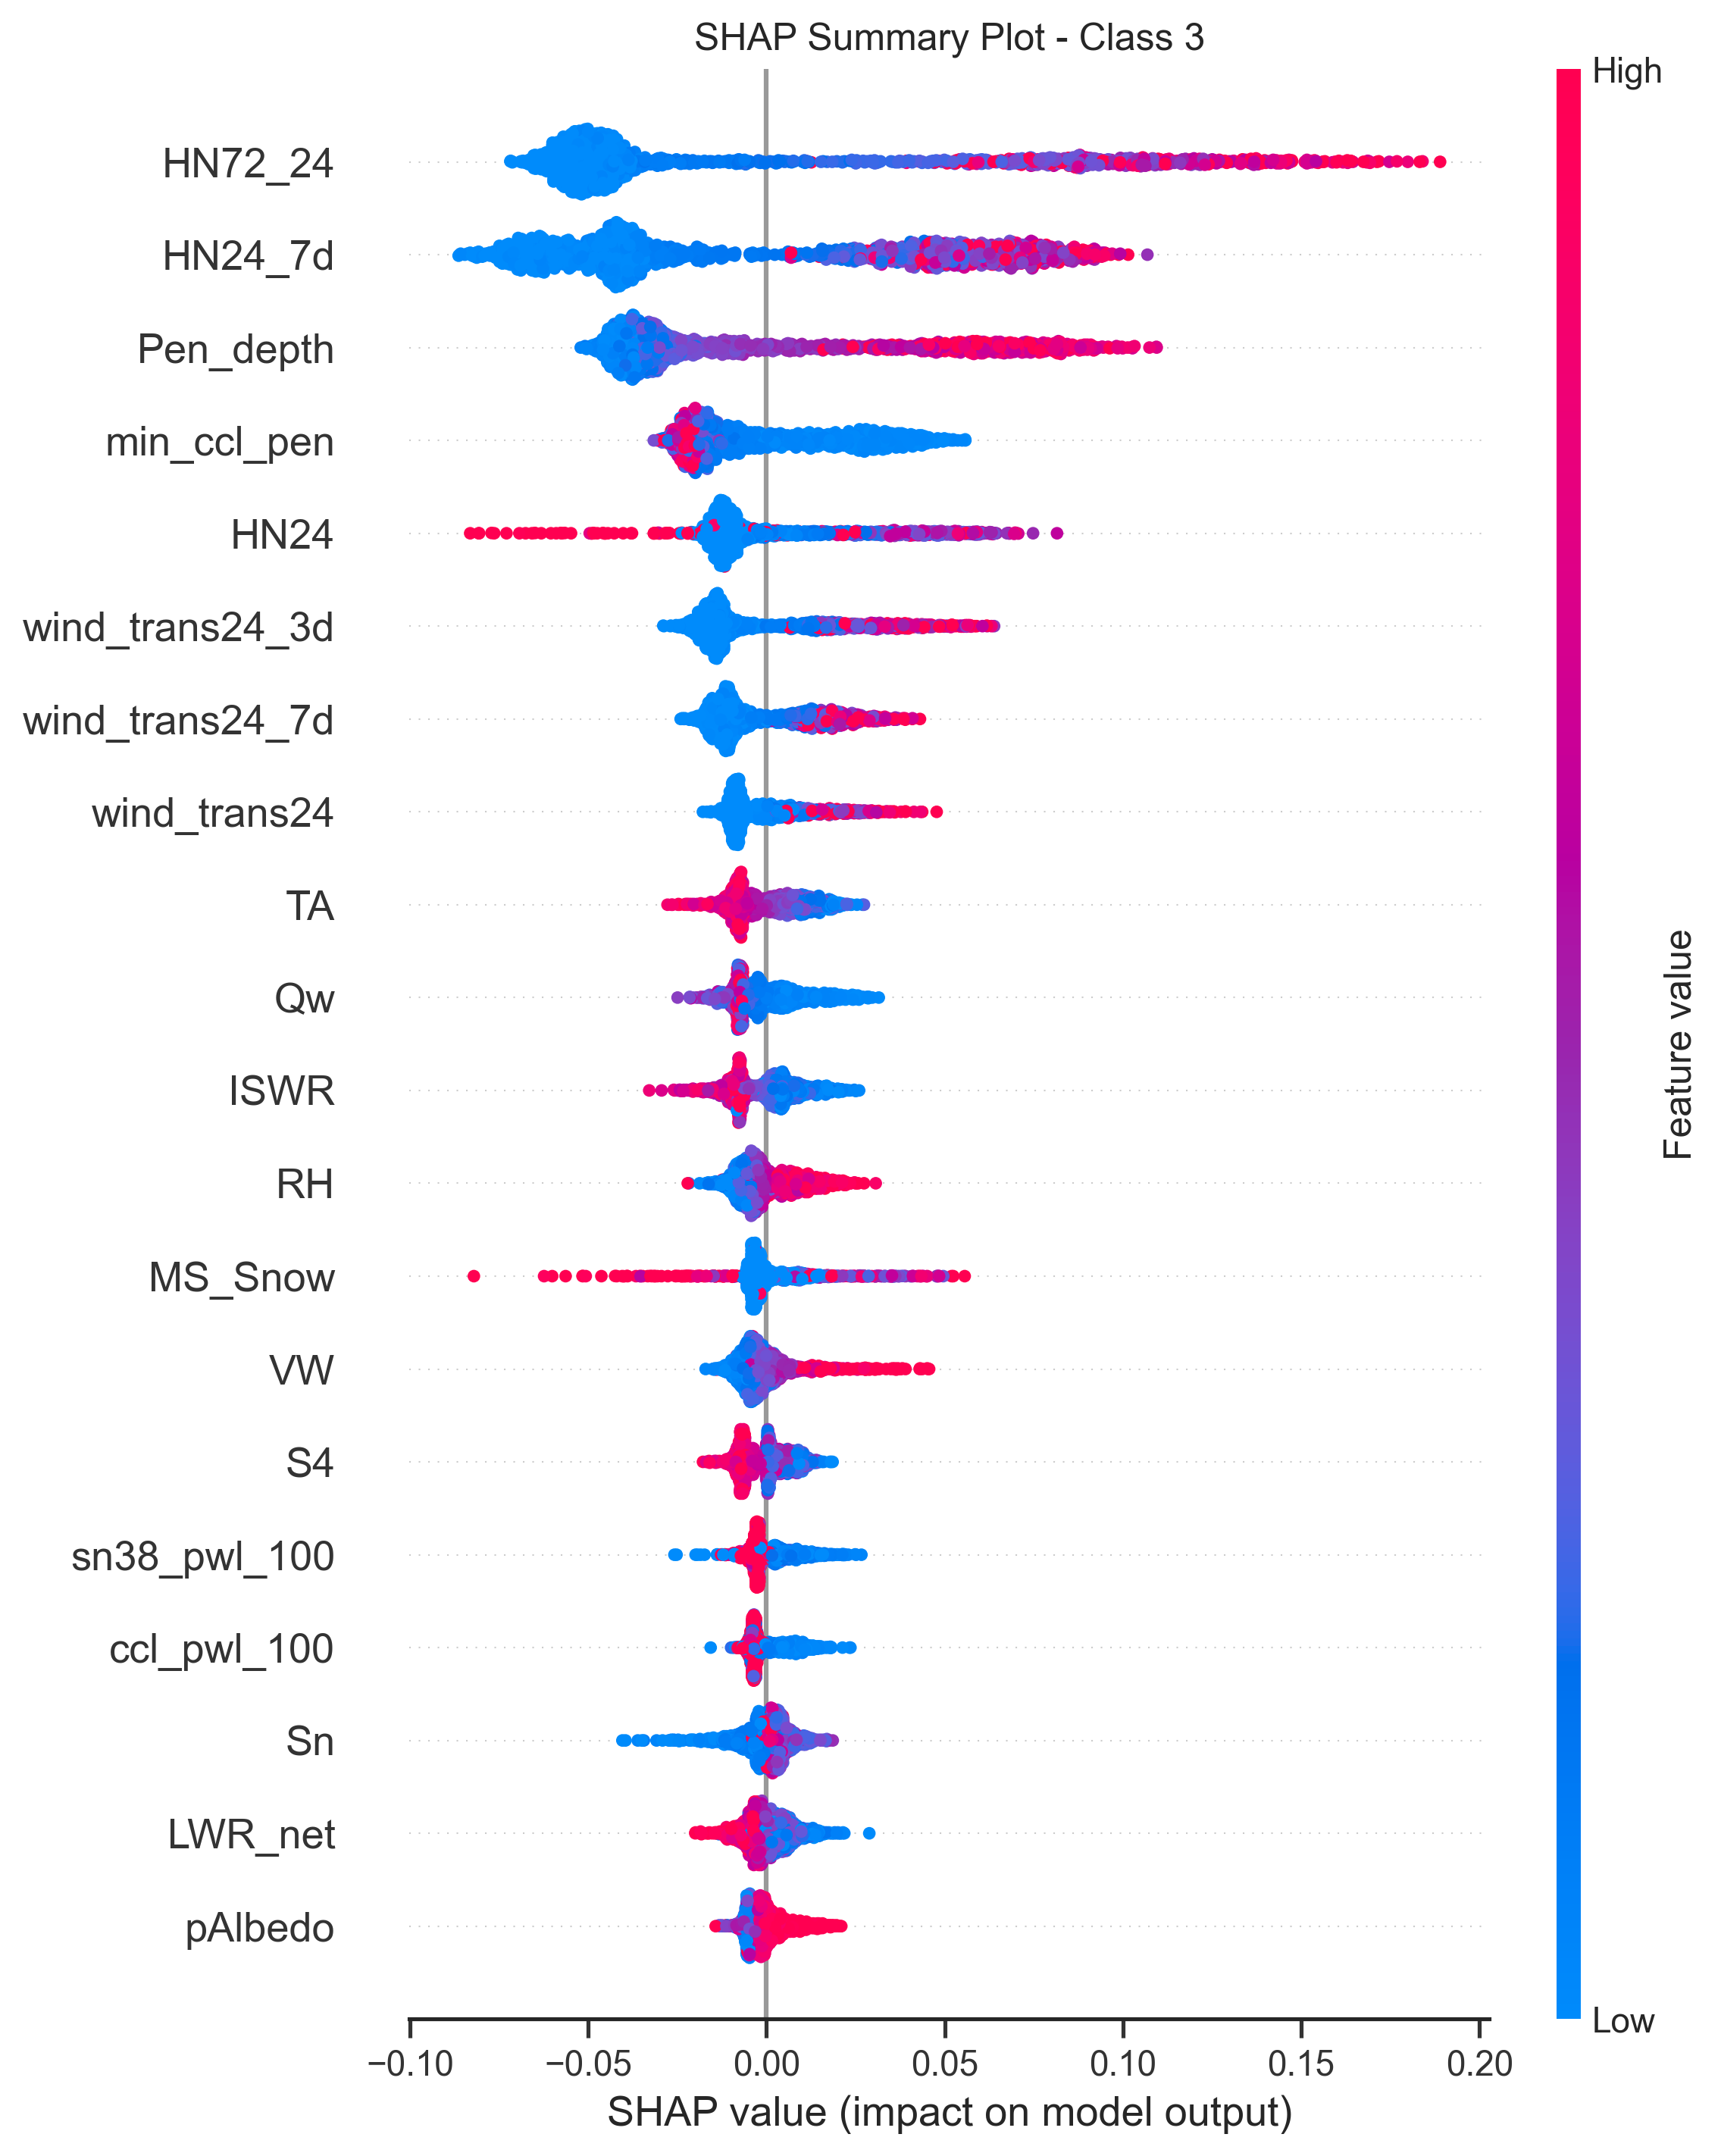 SHAP Summary Plot - Class 3
High
HN72_24
HN24_7d
Pen_depth
min_ccl_pen
HN24
wind_trans24_3d
wind_trans24_7d
wind_trans24
TA
Qw
ISWR
RH
MS_Snow
VW
S4
sn38_pwl_100
ccl_pwl_100
Sn
LWR_net
pAlbedo
Feature value
Low
−0.10 −0.05 0.00 0.05 0.10 0.15 0.20
SHAP value (impact on model output)